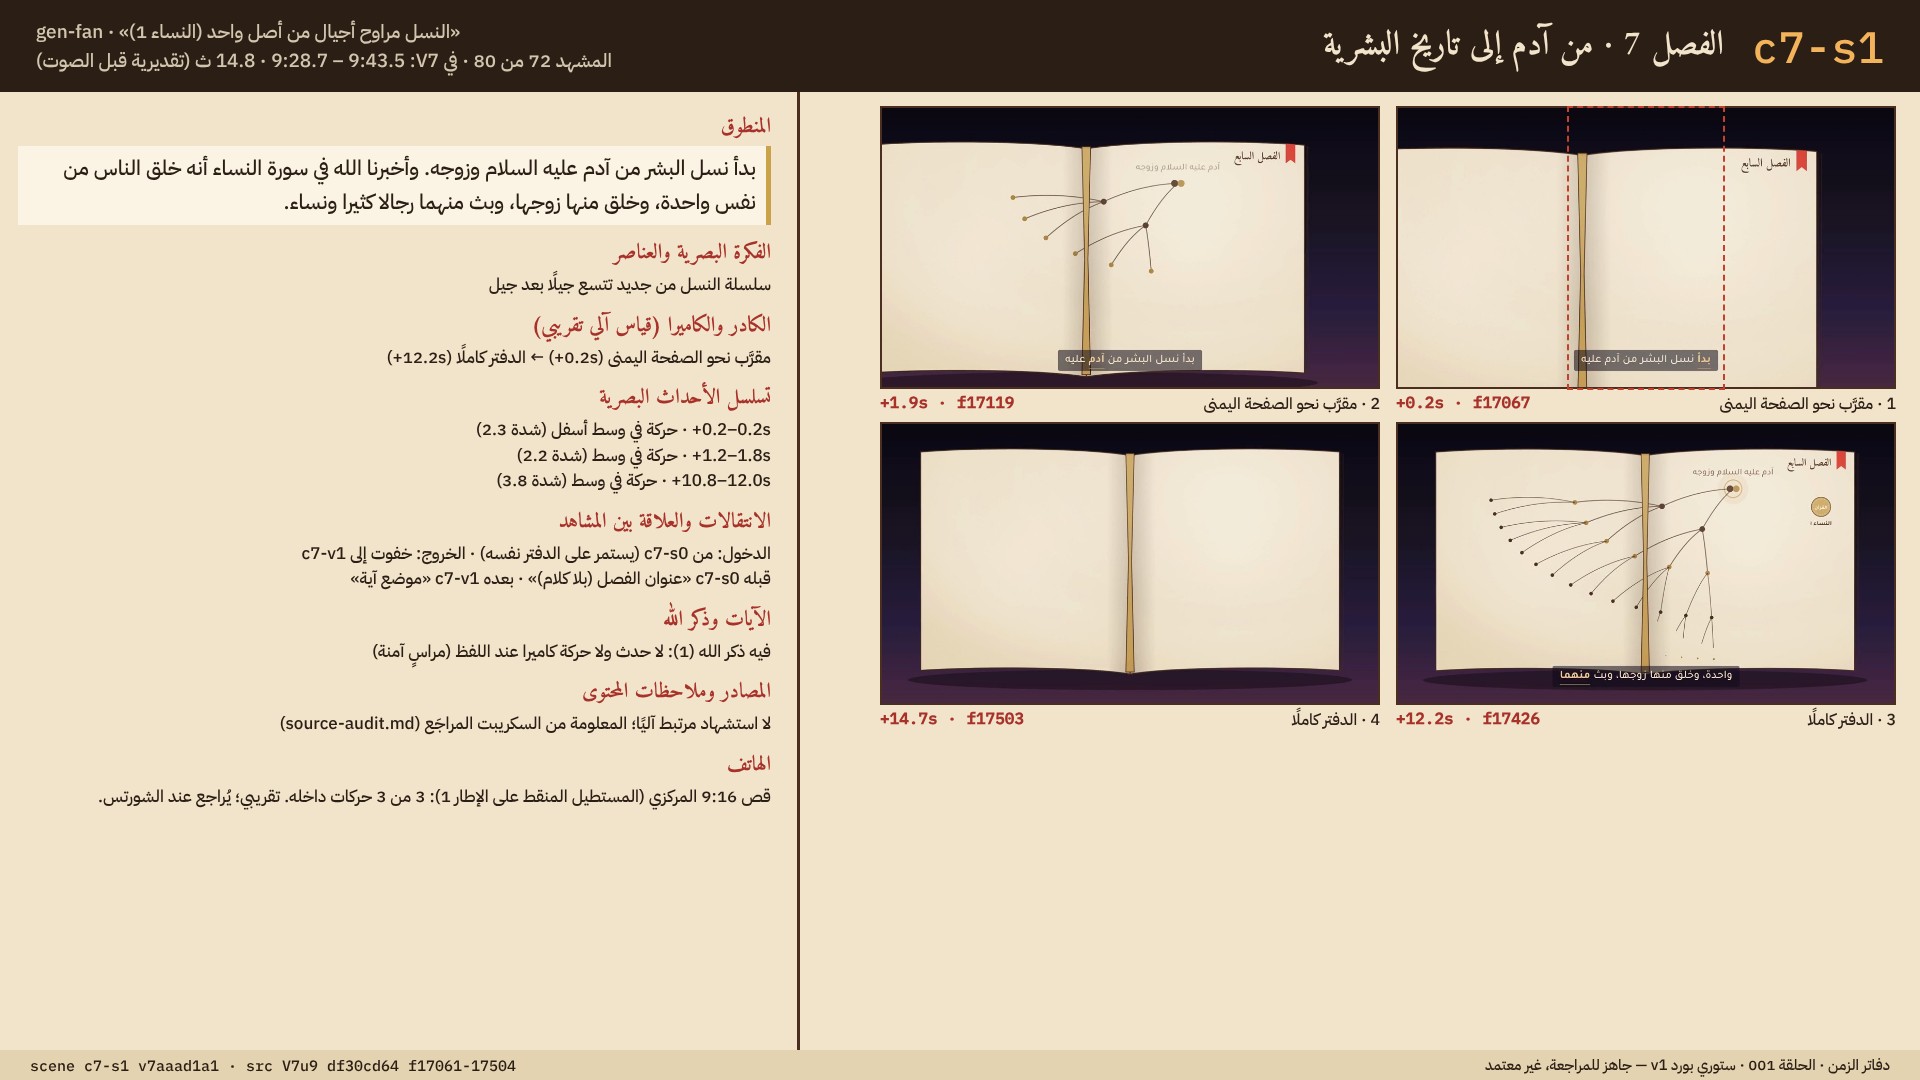 c7-s1
الفصل 7 · من آدم إلى تاريخ البشرية
«النسل مراوح أجيال من أصل واحد (النساء 1)» · gen-fan
المشهد 72 من 80 · في V7: 9:28.7 – 9:43.5 · 14.8 ث (تقديرية قبل الصوت)
الفصل السابع
بدأ نسل البشر من آدم عليه
1 · مقرَّب نحو الصفحة اليمنى
+0.2s · f17067
الفصل السابع
آدم عليه السلام وزوجه
بدأ نسل البشر من آدم عليه
2 · مقرَّب نحو الصفحة اليمنى
+1.9s · f17119
الفصل السابع
آدم عليه السلام وزوجه
القرآن
النساء ١
واحدة، وخلق منها زوجها، وبث منهما
3 · الدفتر كاملًا
+12.2s · f17426
4 · الدفتر كاملًا
+14.7s · f17503
المنطوق
بدأ نسل البشر من آدم عليه السلام وزوجه. وأخبرنا الله في سورة النساء أنه خلق الناس من
نفس واحدة، وخلق منها زوجها، وبث منهما رجالا كثيرا ونساء.
الفكرة البصرية والعناصر
سلسلة النسل من جديد تتسع جيلًا بعد جيل
الكادر والكاميرا (قياس آلي تقريبي)
مقرَّب نحو الصفحة اليمنى (+0.2s) ← الدفتر كاملًا (+12.2s)
تسلسل الأحداث البصرية
+0.2–0.2s · حركة في وسط أسفل (شدة 2.3)
+1.2–1.8s · حركة في وسط (شدة 2.2)
+10.8–12.0s · حركة في وسط (شدة 3.8)
الانتقالات والعلاقة بين المشاهد
الدخول: من c7-s0 (يستمر على الدفتر نفسه) · الخروج: خفوت إلى c7-v1
قبله c7-s0 «عنوان الفصل (بلا كلام)» · بعده c7-v1 «موضع آية»
الآيات وذكر الله
فيه ذكر الله (1): لا حدث ولا حركة كاميرا عند اللفظ (مراسٍ آمنة)
المصادر وملاحظات المحتوى
لا استشهاد مرتبط آليًا؛ المعلومة من السكريبت المراجَع (source-audit.md)
الهاتف
قص 9:16 المركزي (المستطيل المنقط على الإطار 1): 3 من 3 حركات داخله. تقريبي؛ يُراجع عند الشورتس.
دفاتر الزمن · الحلقة 001 · ستوري بورد v1 — جاهز للمراجعة، غير معتمد
scene c7-s1 v7aaad1a1 · src V7u9 df30cd64 f17061-17504